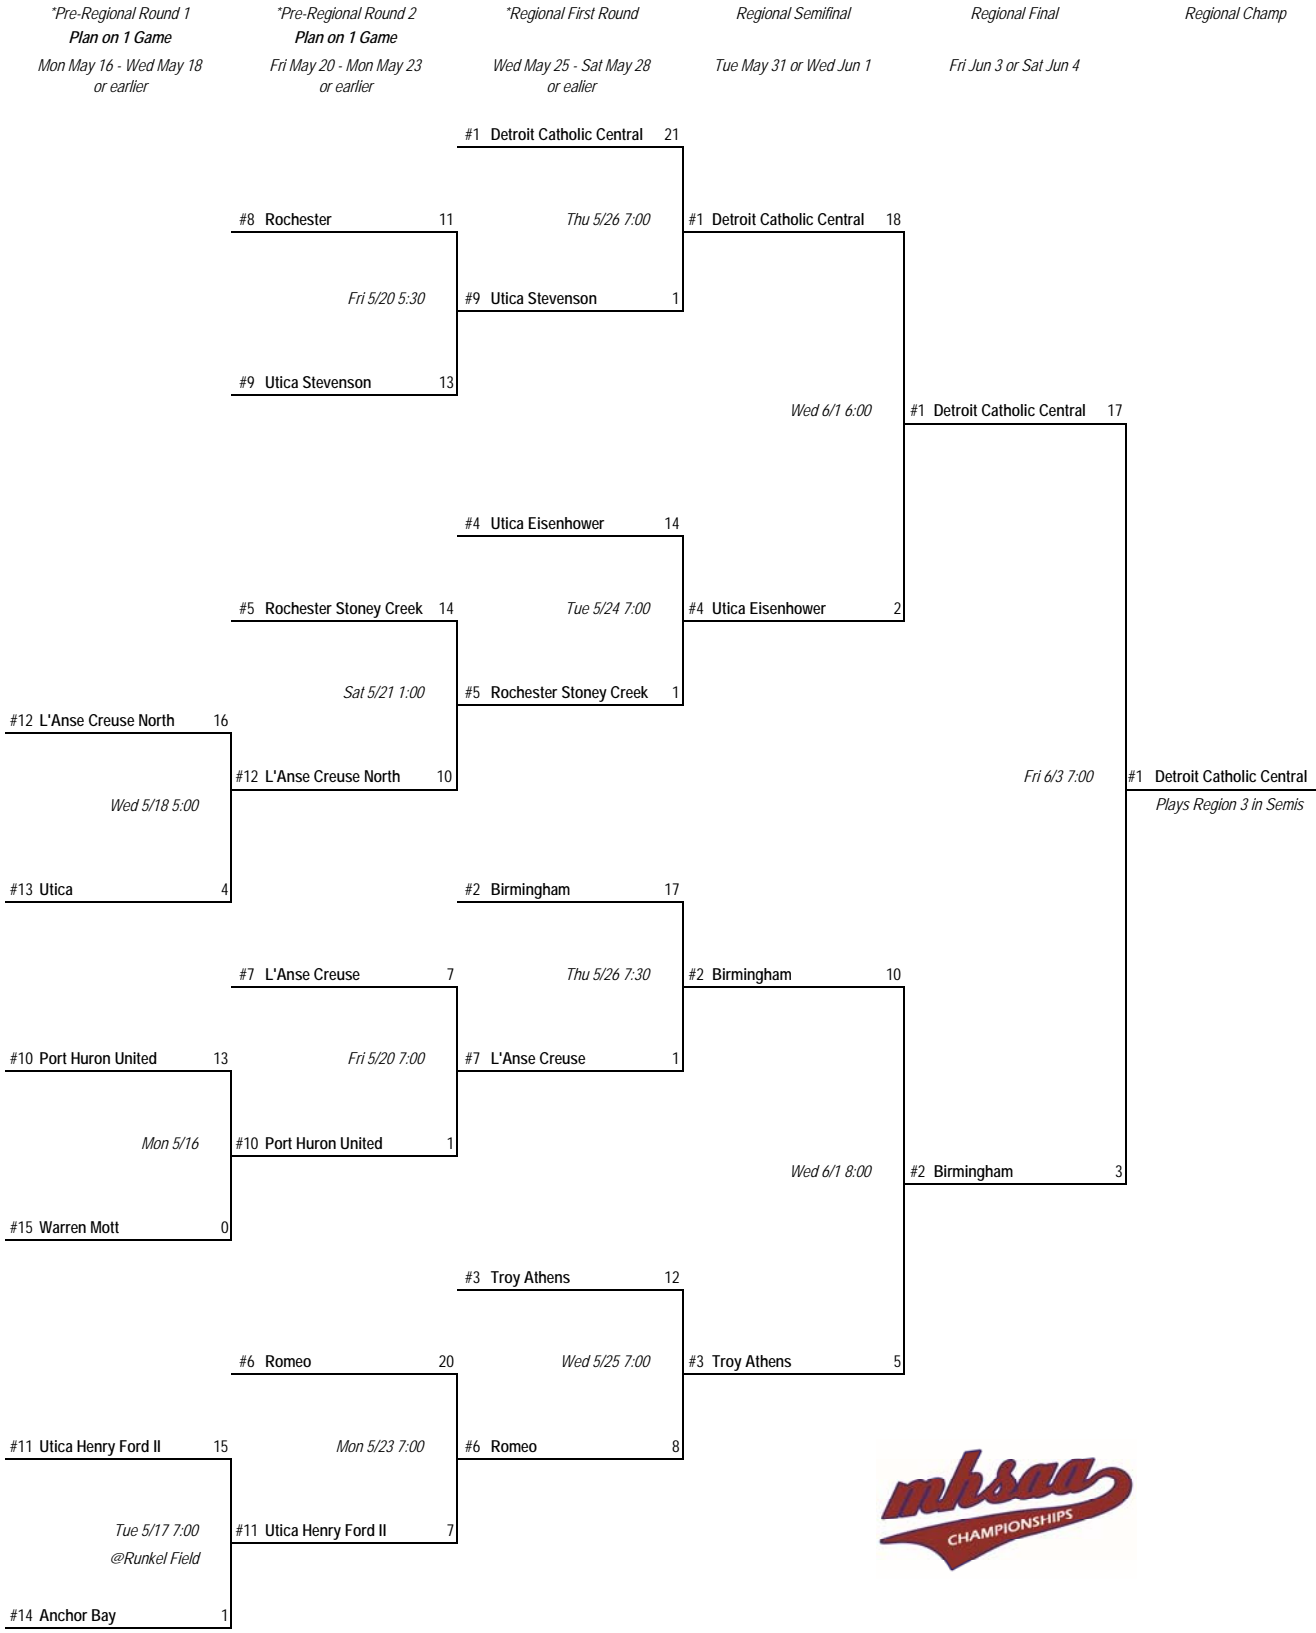 *Pre-Regional Round 1
Plan on 1 Game
Mon May 16 - Wed May 18
or earlier
*Pre-Regional Round 2
Plan on 1 Game
Fri May 20 - Mon May 23
or earlier
*Regional First Round
Wed May 25 - Sat May 28
or ealier
Regional Semifinal
Tue May 31 or Wed Jun 1
Regional Final
Fri Jun 3 or Sat Jun 4
Regional Champ
#1 Detroit Catholic Central 21
#8 Rochester 11
Thu 5/26 7:00
#1 Detroit Catholic Central 18
Fri 5/20 5:30
#9 Utica Stevenson 1
#9 Utica Stevenson 13
Wed 6/1 6:00
#1 Detroit Catholic Central 17
#4 Utica Eisenhower 14
#5 Rochester Stoney Creek 14
Tue 5/24 7:00
#4 Utica Eisenhower 2
Sat 5/21 1:00
#5 Rochester Stoney Creek 1
#12 L'Anse Creuse North 16
#12 L'Anse Creuse North 10
Fri 6/3 7:00
#1 Detroit Catholic Central
Wed 5/18 5:00
Plays Region 3 in Semis
#13 Utica 4
#2 Birmingham 17
#7 L'Anse Creuse 7
Thu 5/26 7:30
#2 Birmingham 10
#10 Port Huron United 13
Fri 5/20 7:00
#7 L'Anse Creuse 1
Mon 5/16
#10 Port Huron United 1
Wed 6/1 8:00
#2 Birmingham 3
#15 Warren Mott 0
#3 Troy Athens 12
#6 Romeo 20
Wed 5/25 7:00
#3 Troy Athens 5
#11 Utica Henry Ford II 15
Mon 5/23 7:00
#6 Romeo 8
Tue 5/17 7:00
@Runkel Field
#11 Utica Henry Ford II 7
#14 Anchor Bay 1
mhsaa
CHAMPIONSHIPS